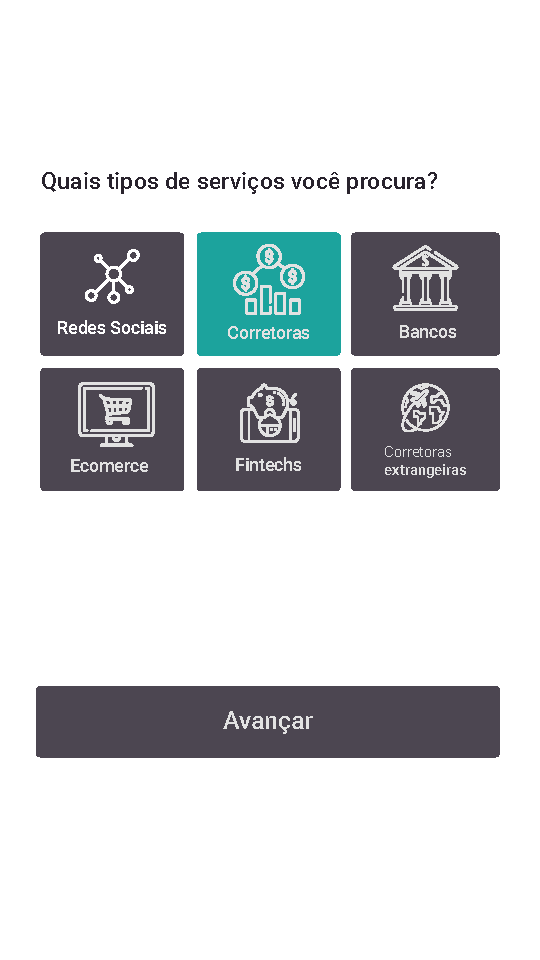 Quais tipos de serviços você procura?
Redes Sociais
Corretoras
Bancos
Ecomerce
Fintechs
Corretoras
extrangeiras
Avançar